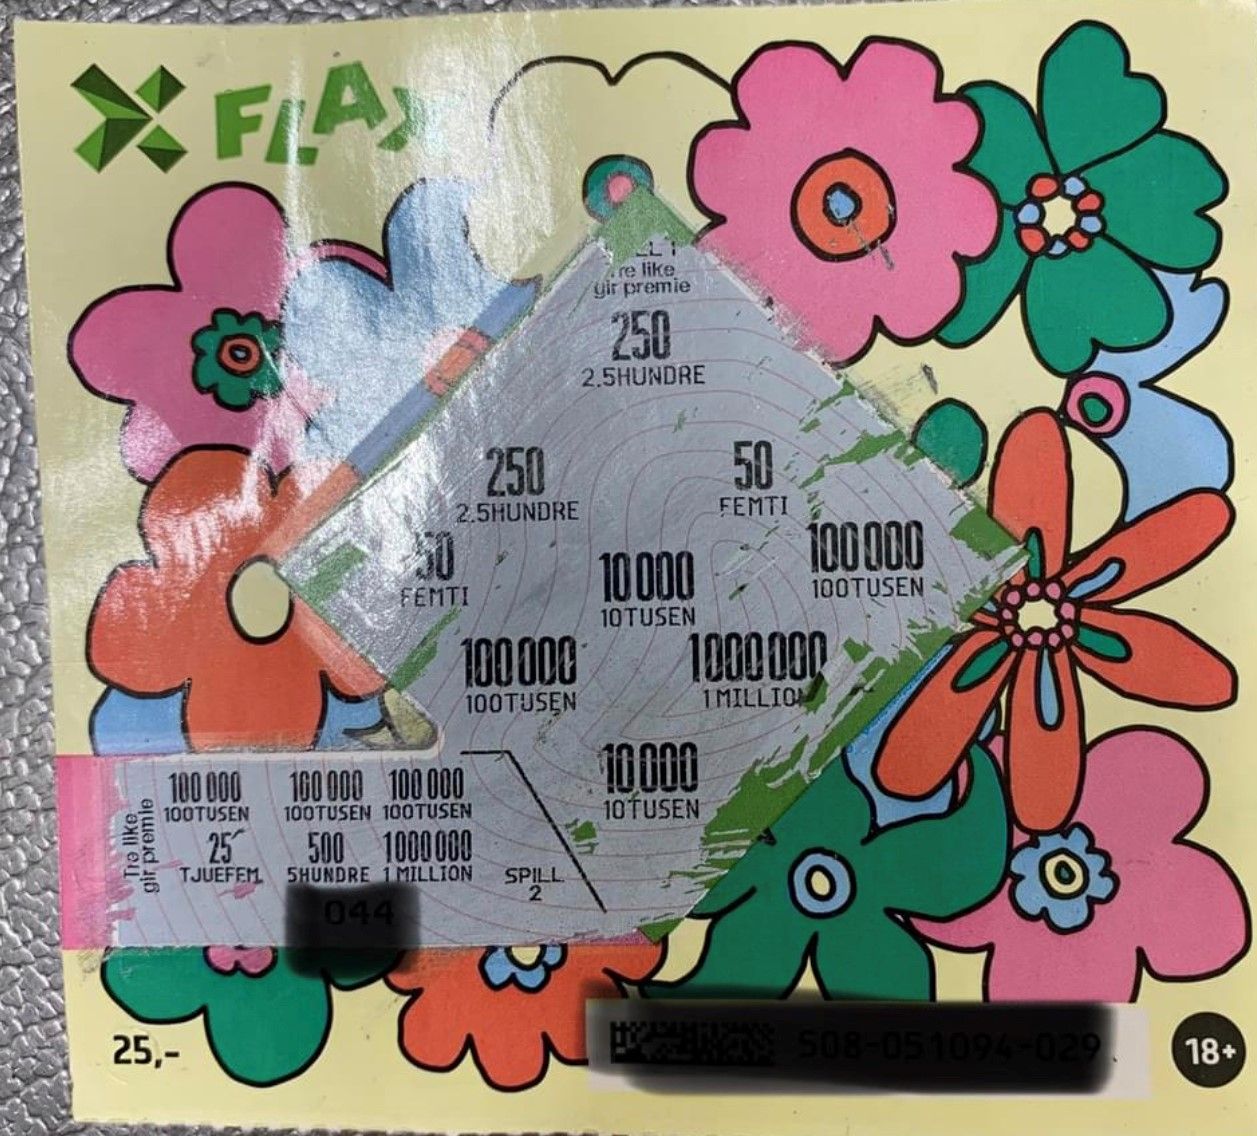 FLAX
Tre like
gir premie
250
2.5HUNDRE
250
2.5HUNDRE
50
FEMTI
50
FEMTI
10 000
10TUSEN
100 000
100TUSEN
100 000
100TUSEN
1 000 000
1 MILLION
10 000
10TUSEN
Tre like
gir premie
100 000
100TUSEN
100 000
100TUSEN
100 000
100TUSEN
25
TJUEFEM
500
5HUNDRE
1 000 000
1 MILLION
SPILL
2
044
25,-
508-051094-029
18+